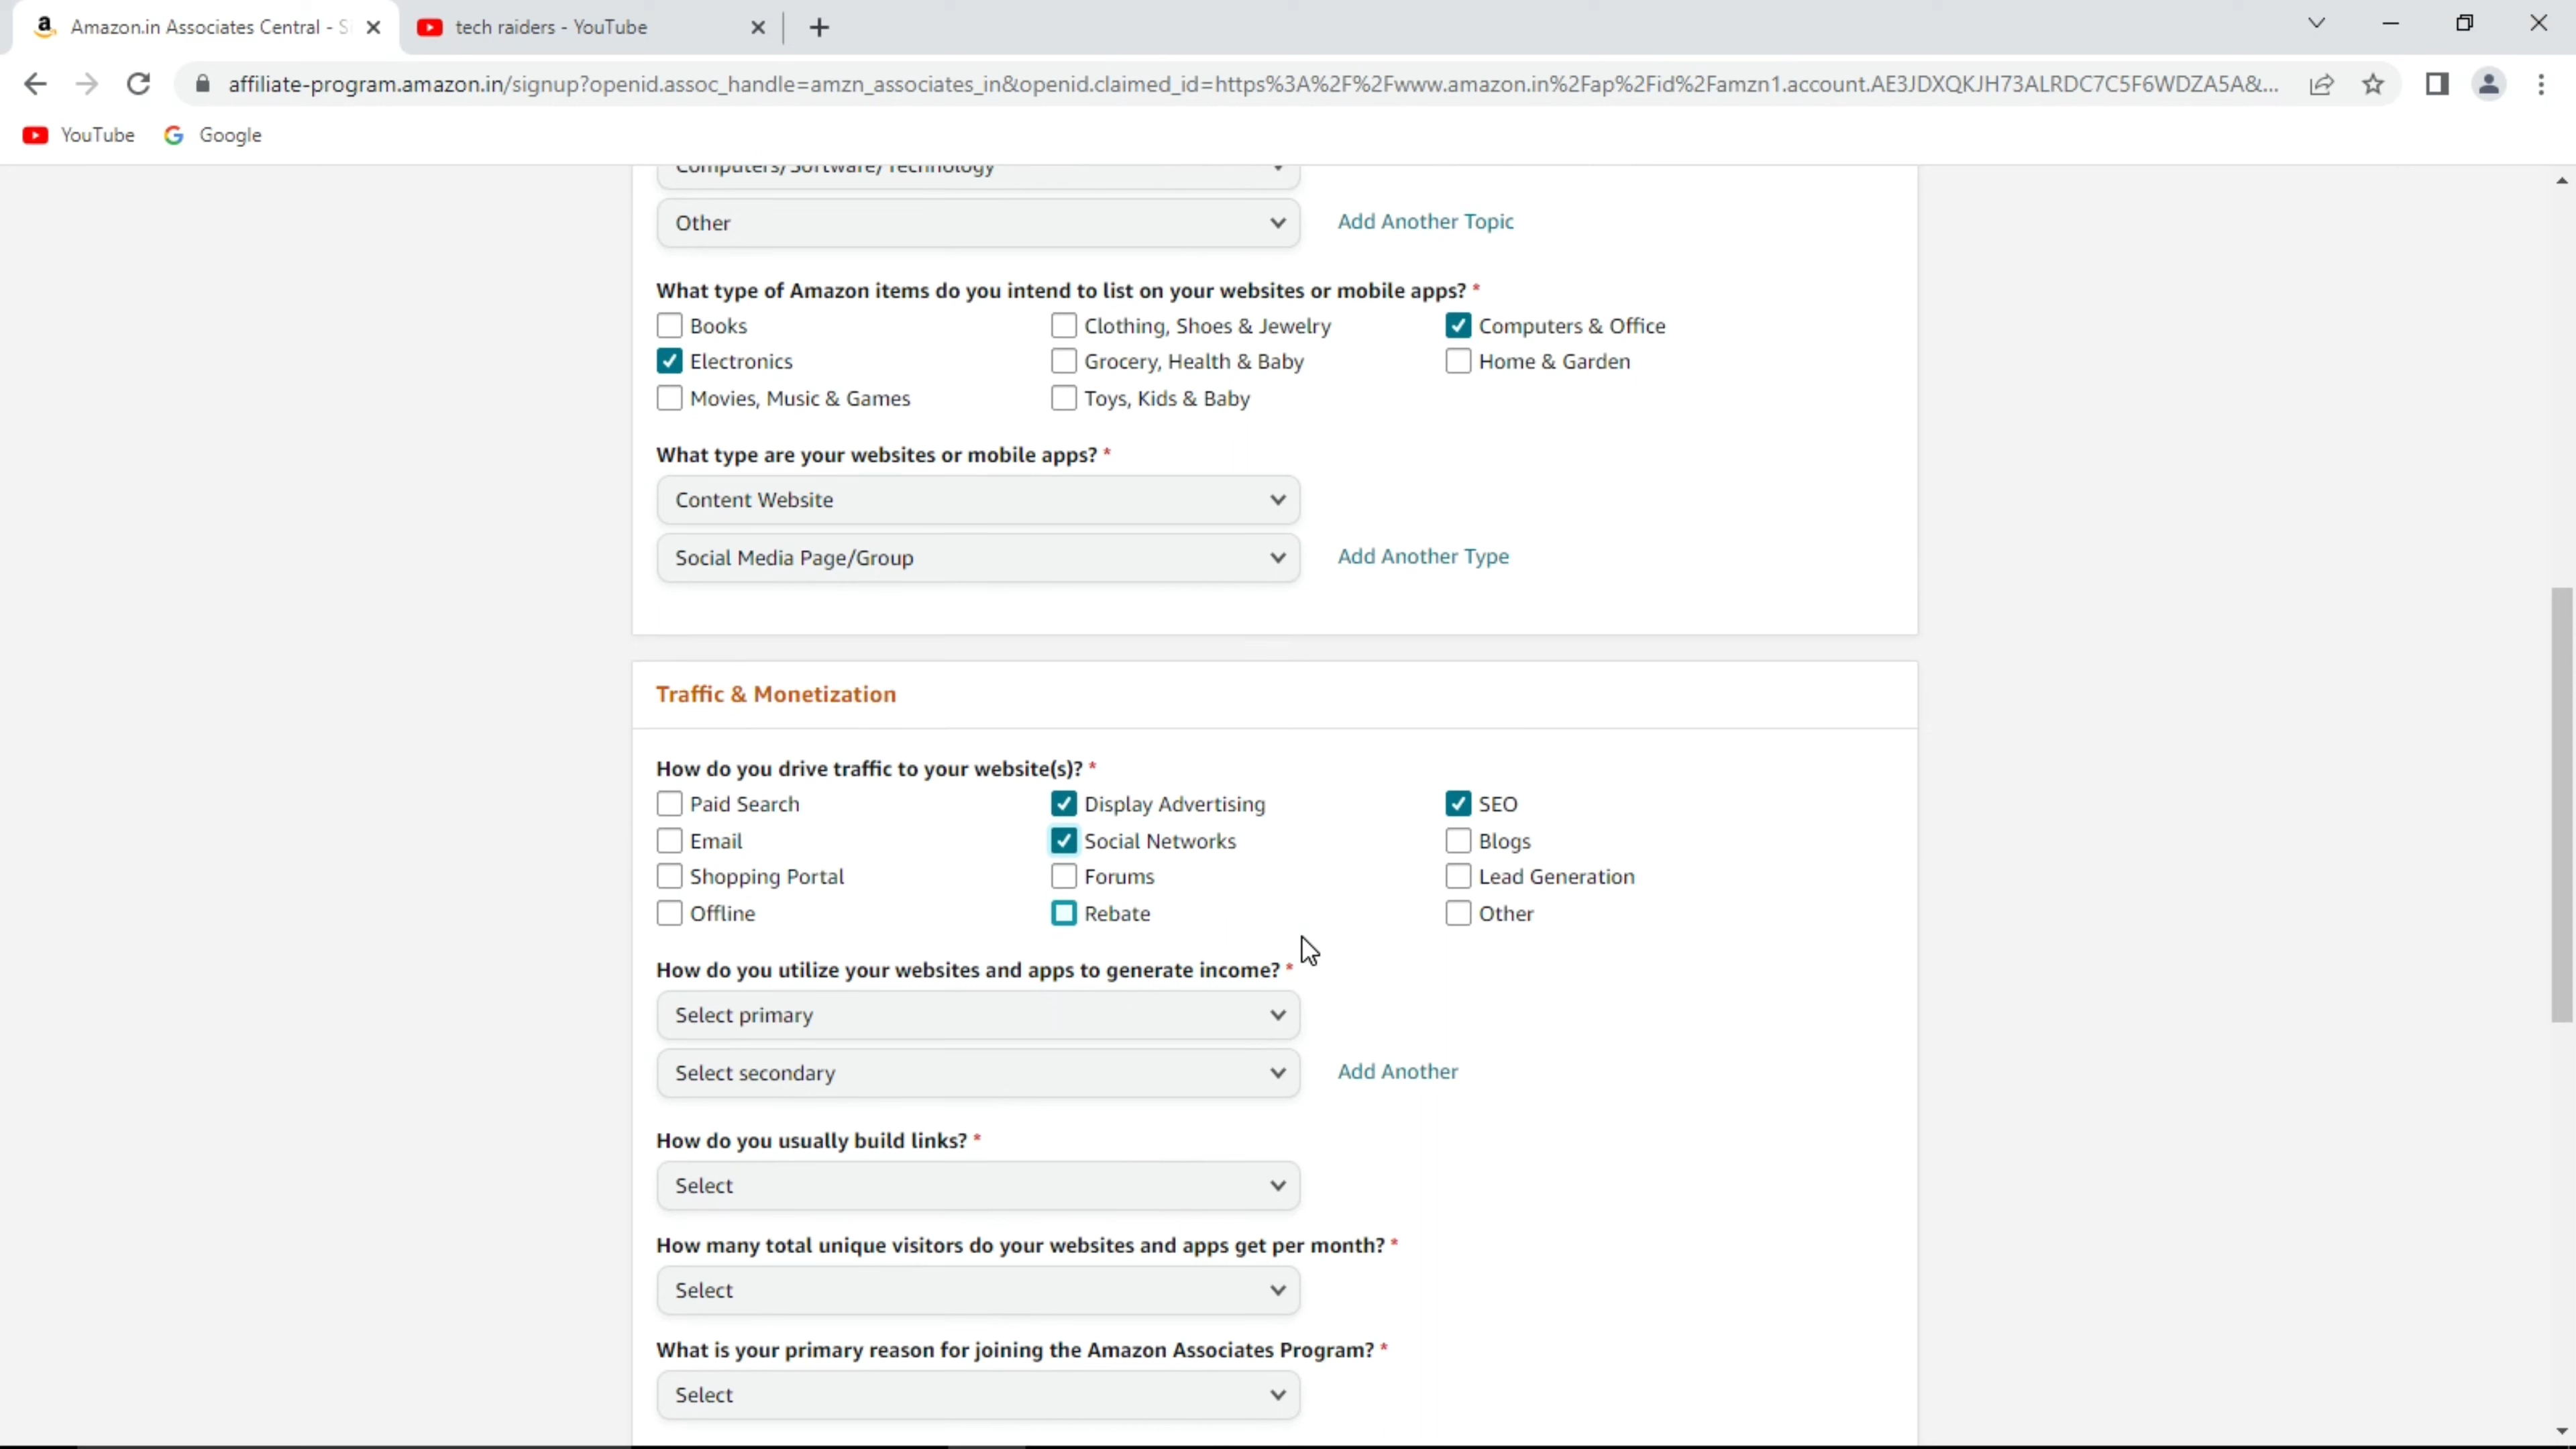 Amazon.in Associates Central - S
tech raiders - YouTube
affiliate-program.amazon.in/signup?openid.assoc_handle=amzn_associates_in&openid.claimed_id=https%3A%2F%2Fwww.amazon.in%2Fap%2Fid%2Famzn1.account.AE3JDXQKJH73ALRDC7C5F6WDZA5A&...
YouTube Google
Computers/Software/Technology
Other Add Another Topic
What type of Amazon items do you intend to list on your websites or mobile apps? *
Books Clothing, Shoes & Jewelry Computers & Office
Electronics Grocery, Health & Baby Home & Garden
Movies, Music & Games Toys, Kids & Baby
What type are your websites or mobile apps? *
Content Website
Social Media Page/Group Add Another Type
Traffic & Monetization
How do you drive traffic to your website(s)? *
Paid Search Display Advertising SEO
Email Social Networks Blogs
Shopping Portal Forums Lead Generation
Offline Rebate Other
How do you utilize your websites and apps to generate income? *
Select primary
Select secondary Add Another
How do you usually build links? *
Select
How many total unique visitors do your websites and apps get per month? *
Select
What is your primary reason for joining the Amazon Associates Program? *
Select